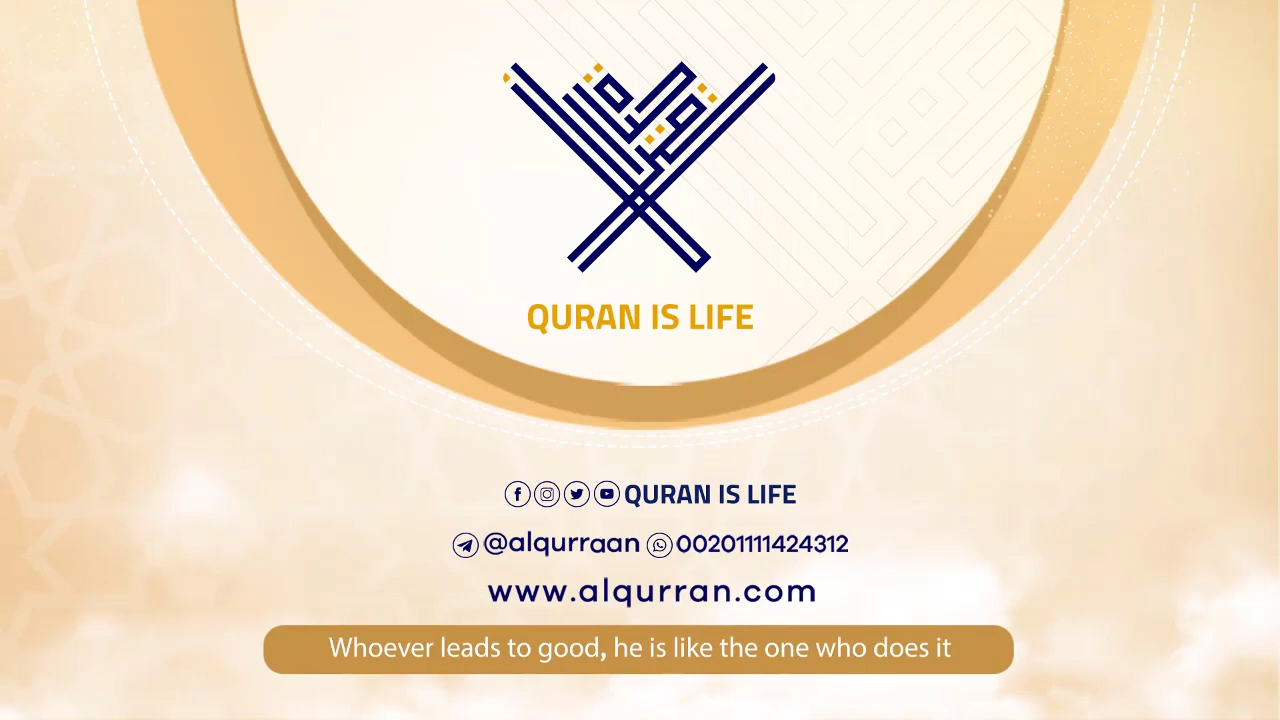 QURAN IS LIFE
QURAN IS LIFE
@alqurraan 00201111424312
www.alqurran.com
Whoever leads to good, he is like the one who does it